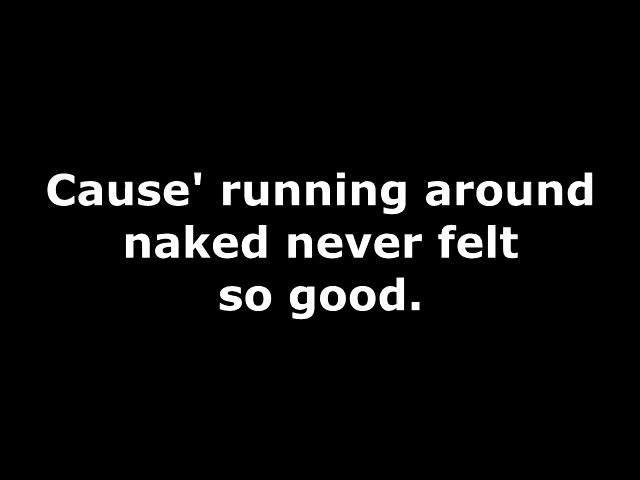 Cause' running around
naked never felt
so good.